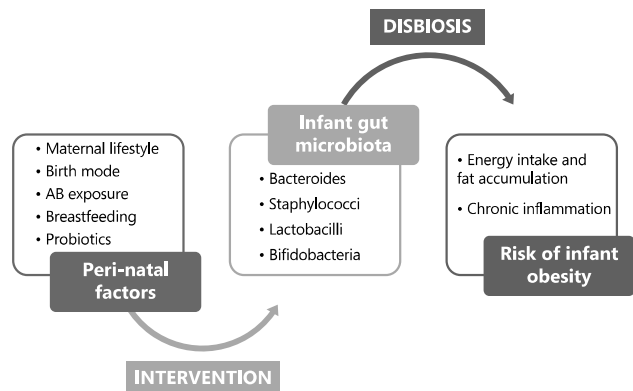 DISBIOSIS
Infant gut
microbiota
• Maternal lifestyle
• Birth mode
• AB exposure
• Breastfeeding
• Probiotics
Peri-natal
factors
• Bacteroides
• Staphylococci
• Lactobacilli
• Bifidobacteria
• Energy intake and
fat accumulation
• Chronic inflammation
Risk of infant
obesity
INTERVENTION